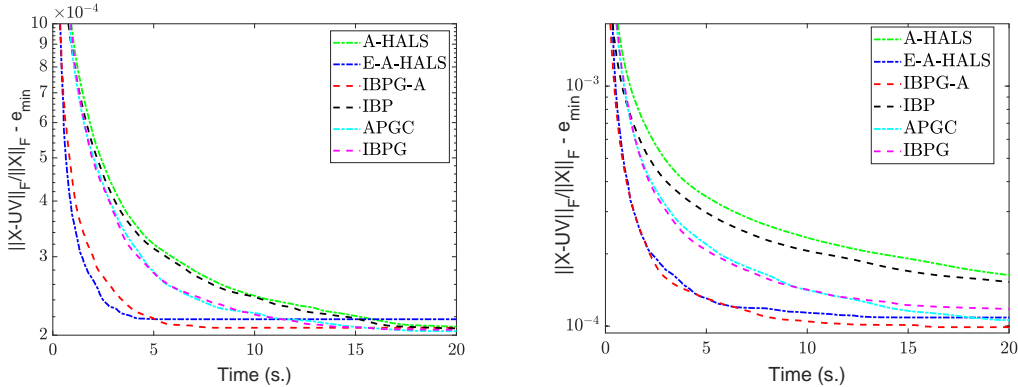 10
×10-4
9
8
7
6
5
4
3
2
0
5
10
15
20
||X-UV||F/||X||F - emin
Time (s.)
A-HALS
E-A-HALS
IBPG-A
IBP
APGC
IBPG
10-3
10-4
0
5
10
15
20
||X-UV||F/||X||F - emin
Time (s.)
A-HALS
E-A-HALS
IBPG-A
IBP
APGC
IBPG